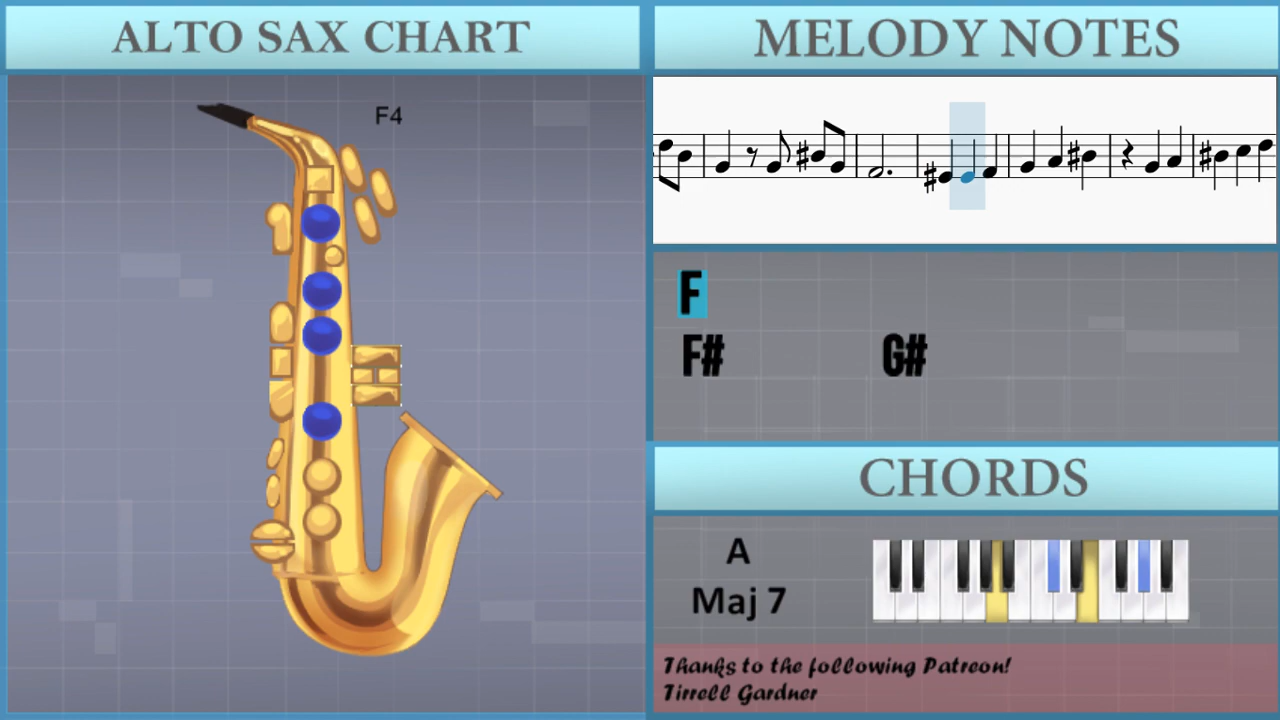 ALTO SAX CHART
F4
MELODY NOTES
F
F# G#
CHORDS
A
Maj 7
Thanks to the following Patreon!
Tirrell Gardner